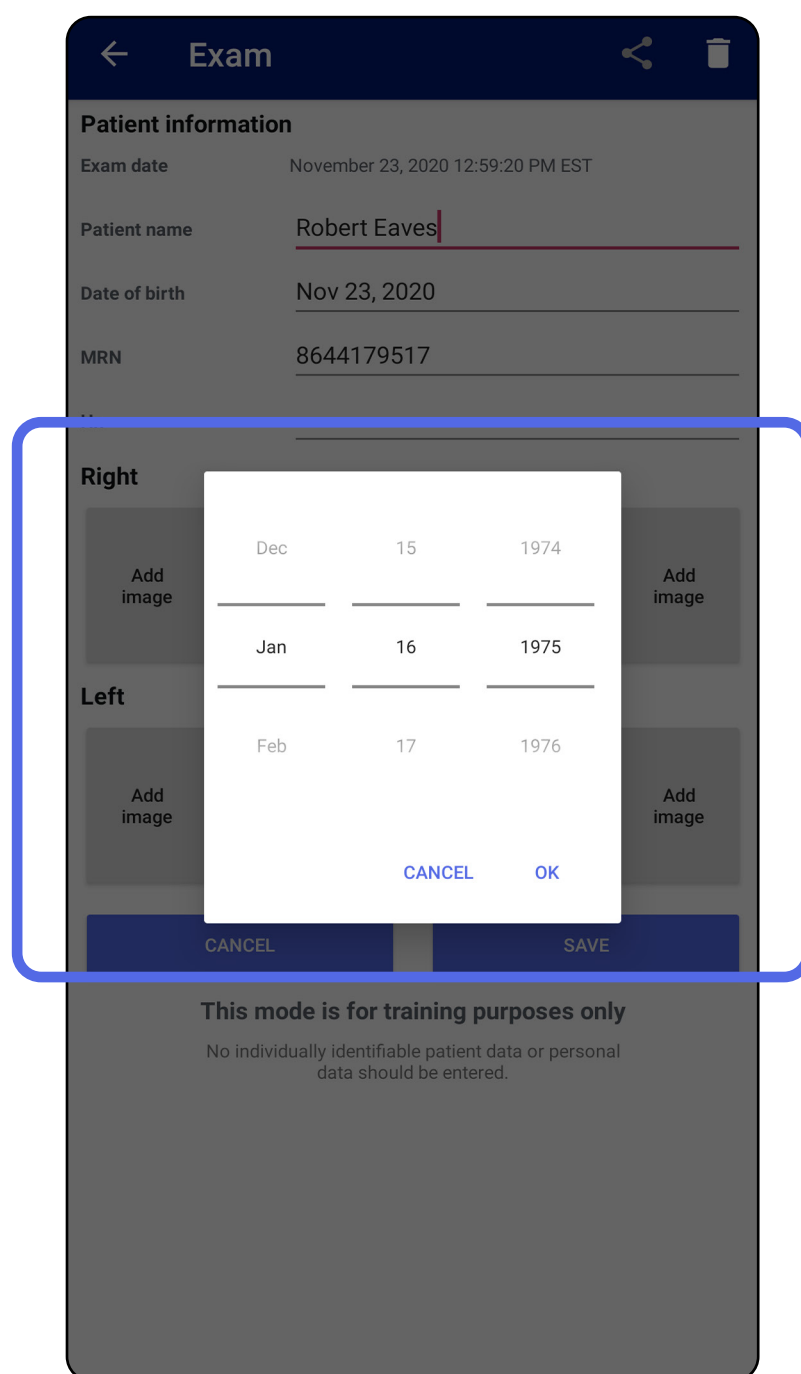 Exam
Patient information
Exam date November 23, 2020 12:59:20 PM EST
Patient name Robert Eaves
Date of birth Nov 23, 2020
MRN 8644179517
Right
Add
image
Add
image
Dec 15 1974
Jan 16 1975
Feb 17 1976
CANCEL OK
Left
Add
image
Add
image
CANCEL SAVE
This mode is for training purposes only
No individually identifiable patient data or personal
data should be entered.